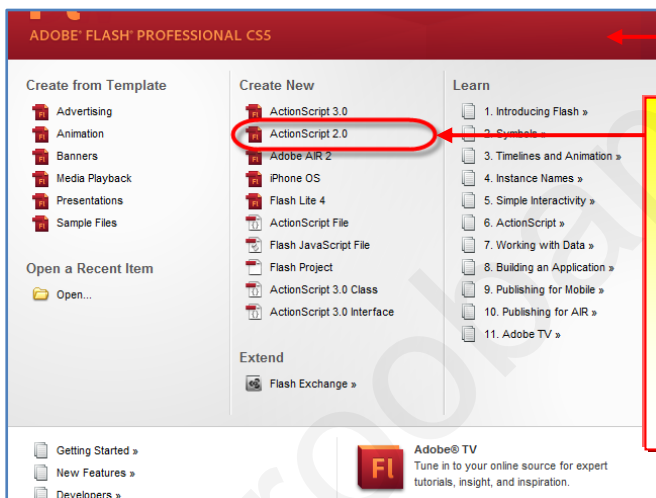 ADOBE® FLASH® PROFESSIONAL CS5
Create from Template
Advertising
Animation
Banners
Media Playback
Presentations
Sample Files
Open a Recent Item
Open...
Create New
ActionScript 3.0
ActionScript 2.0
Adobe AIR 2
iPhone OS
Flash Lite 4
ActionScript File
Flash JavaScript File
Flash Project
ActionScript 3.0 Class
ActionScript 3.0 Interface
Extend
Flash Exchange »
Learn
1. Introducing Flash »
2. Symbols »
3. Timelines and Animation »
4. Instance Names »
5. Simple Interactivity »
6. ActionScript »
7. Working with Data »
8. Building an Application »
9. Publishing for Mobile »
10. Publishing for AIR »
11. Adobe TV »
Getting Started »
New Features »
Developers »
Fl
Adobe® TV
Tune in to your online source for expert
tutorials, insight, and inspiration.